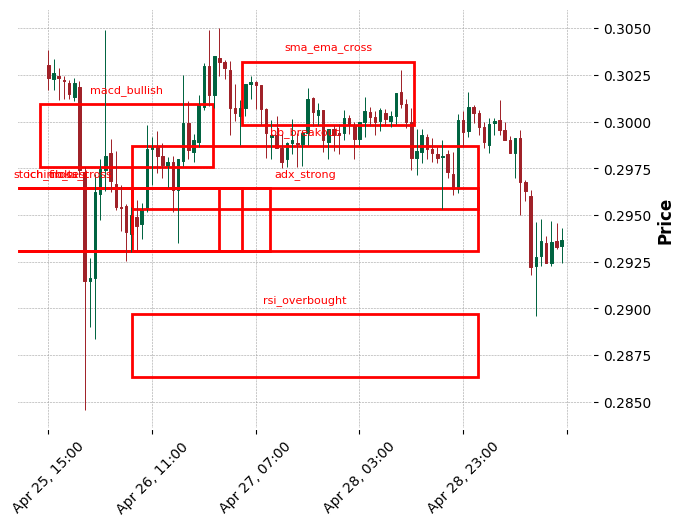 sma_ema_cross
macd_bullish
adx_strong
rsi_overbought
0.3050
0.3025
0.3000
0.2975
0.2950
0.2925
0.2900
0.2875
0.2850
Price
Apr 25, 15:00
Apr 26, 11:00
Apr 27, 07:00
Apr 28, 03:00
Apr 28, 23:00